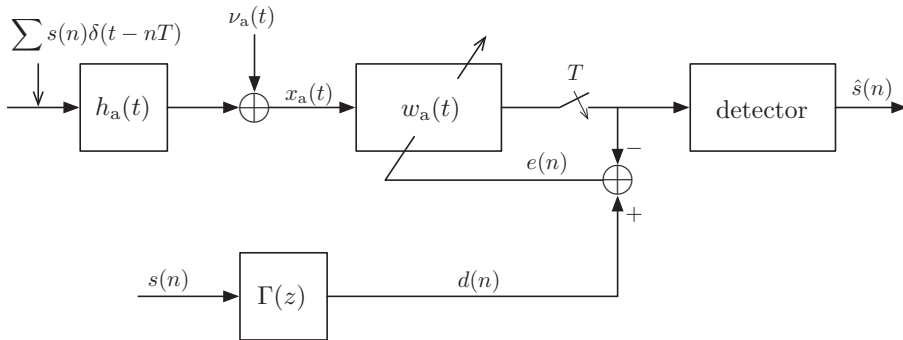 ∑ s(n)δ(t − nT)
ν_a(t)
h_a(t)
x_a(t)
w_a(t)
T
detector
ŝ(n)
−
e(n)
+
s(n)
Γ(z)
d(n)